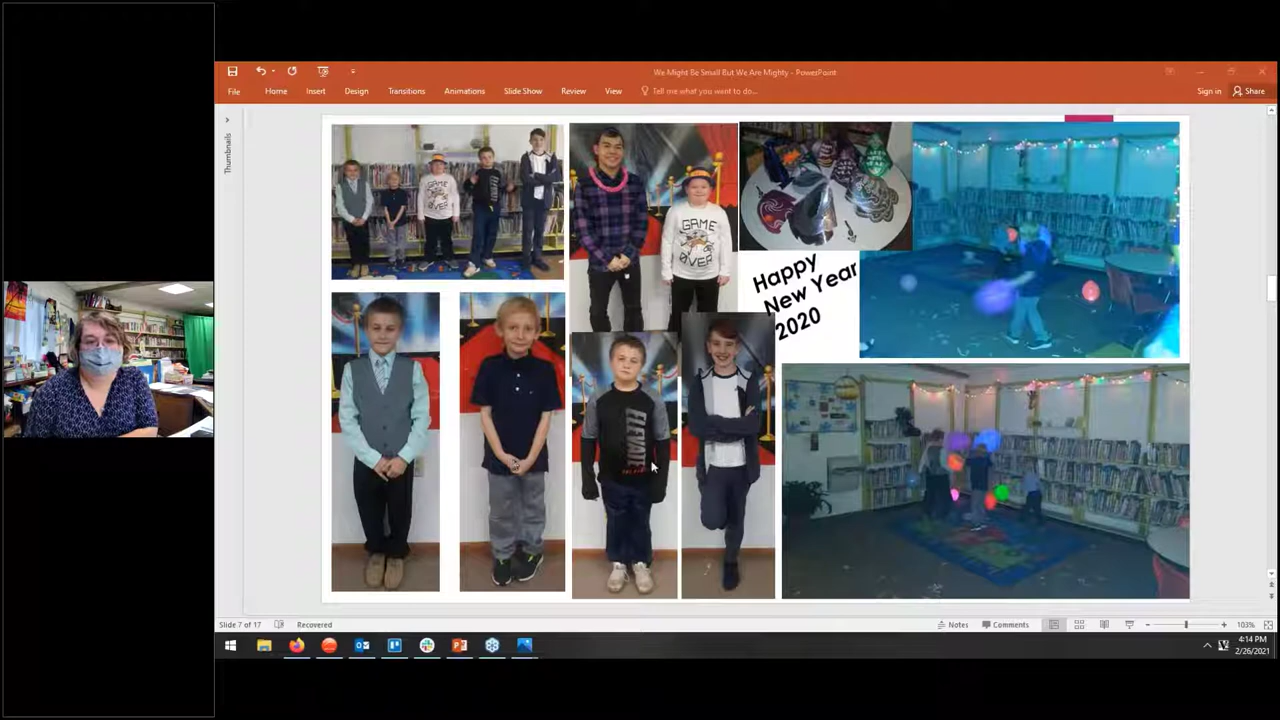 We Might Be Small But We Are Mighty - PowerPoint
File Home Insert Design Transitions Animations Slide Show Review View Tell me what you want to do... Sign in Share
Thumbnails
GAME
OVER
GAME
OVER
Happy
New Year
2020
ELEVATE
Slide 7 of 17 Recovered Notes Comments 103%
4:14 PM
2/26/2021